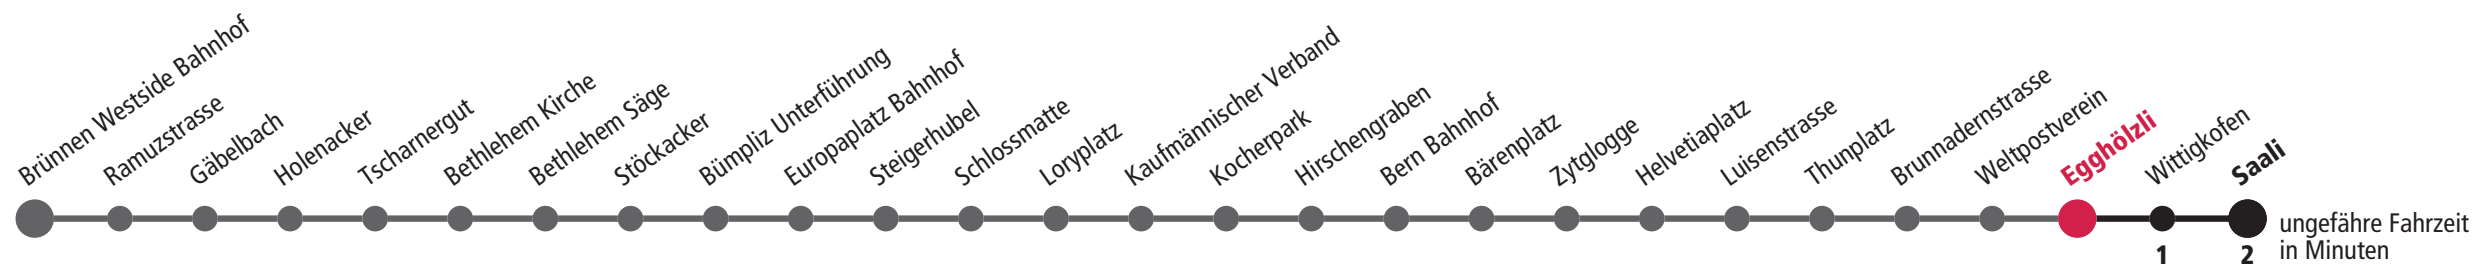 Brünnen Westside Bahnhof
Ramuzstrasse
Gäbelbach
Holenacker
Tscharnergut
Bethlehem Kirche
Bethlehem Säge
Stöckacker
Bümpliz Unterführung
Europaplatz Bahnhof
Steigerhubel
Schlossmatte
Loryplatz
Kaufmännischer Verband
Kocherpark
Hirschengraben
Bern Bahnhof
Bärenplatz
Zytglogge
Helvetiaplatz
Luisenstrasse
Thunplatz
Brunnadernstrasse
Weltpostverein
Egghölzli
Wittigkofen
Saali
ungefähre Fahrzeit
1 2 in Minuten